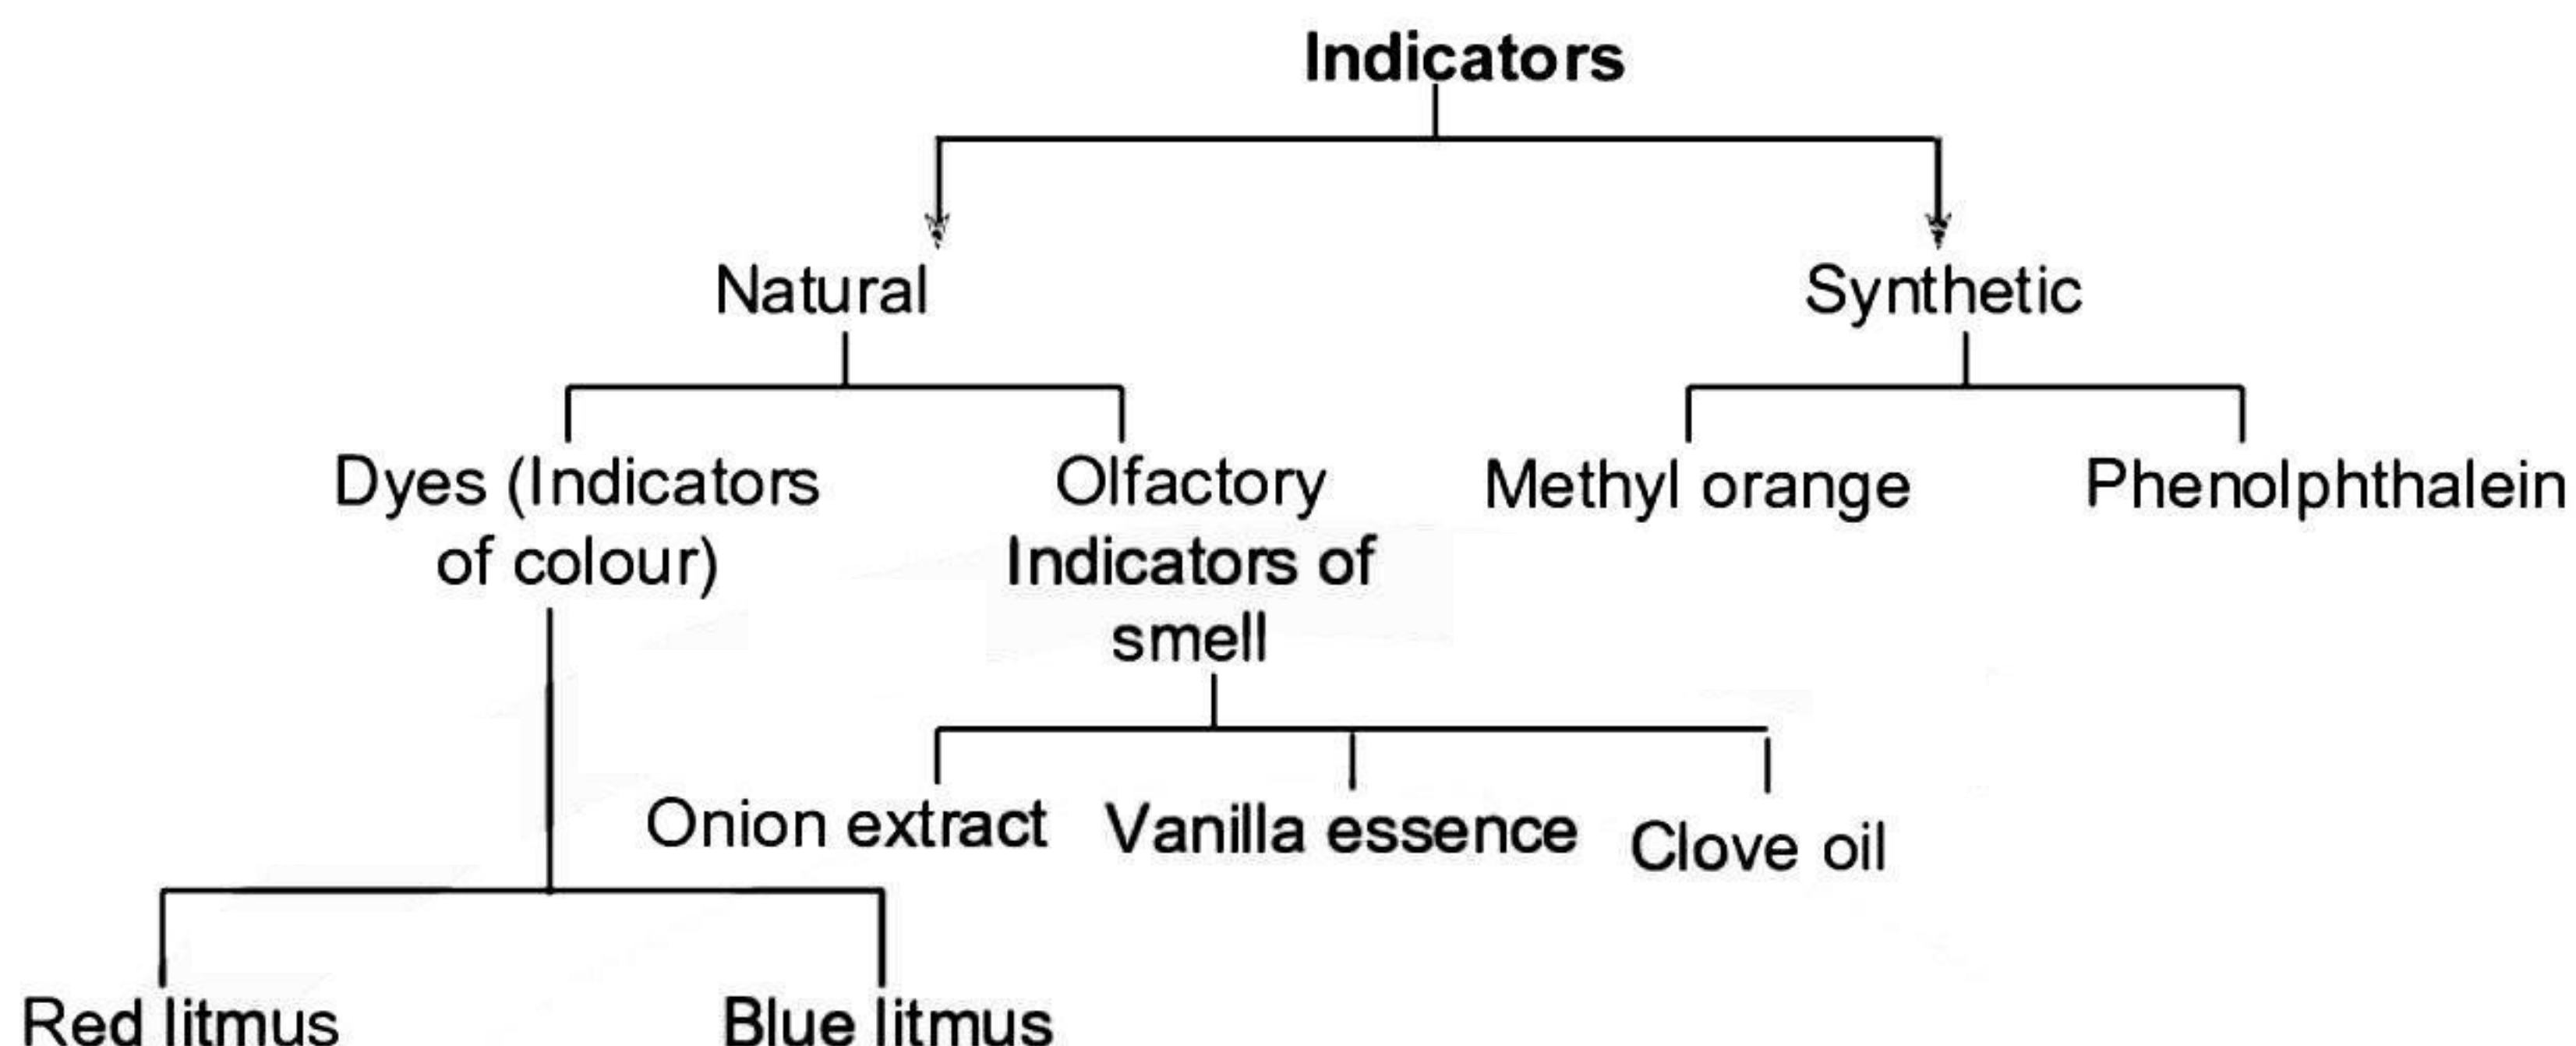 Indicators
Natural
Synthetic
Dyes (Indicators
of colour)
Olfactory
Indicators of
smell
Methyl orange
Phenolphthalein
Onion extract
Vanilla essence
Clove oil
Red litmus
Blue litmus